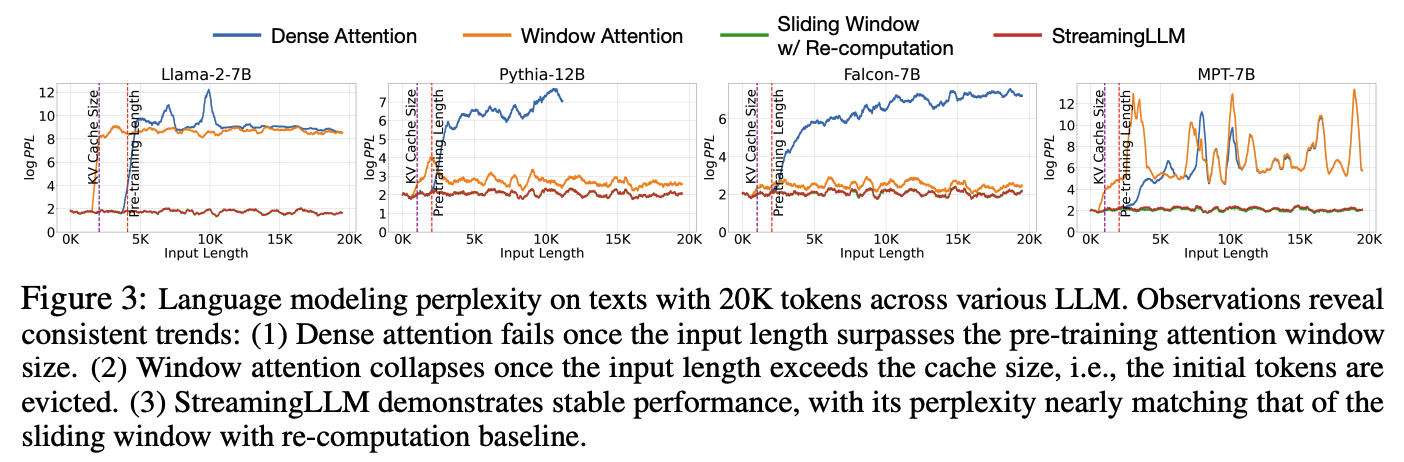 Dense Attention
Window Attention
Sliding Window
w/ Re-computation
StreamingLLM
Llama-2-7B
log PPL
12
10
8
6
4
2
0
KV Cache Size
Pre-training Length
0K 5K 10K 15K 20K
Input Length
Pythia-12B
log PPL
7
6
5
4
3
2
1
0
KV Cache Size
Pre-training Length
0K 5K 10K 15K 20K
Input Length
Falcon-7B
log PPL
6
4
2
0
KV Cache Size
Pre-training Length
0K 5K 10K 15K 20K
Input Length
MPT-7B
log PPL
12
10
8
6
4
2
0
KV Cache Size
Pre-training Length
0K 5K 10K 15K 20K
Input Length
Figure 3: Language modeling perplexity on texts with 20K tokens across various LLM. Observations reveal
consistent trends: (1) Dense attention fails once the input length surpasses the pre-training attention window
size. (2) Window attention collapses once the input length exceeds the cache size, i.e., the initial tokens are
evicted. (3) StreamingLLM demonstrates stable performance, with its perplexity nearly matching that of the
sliding window with re-computation baseline.